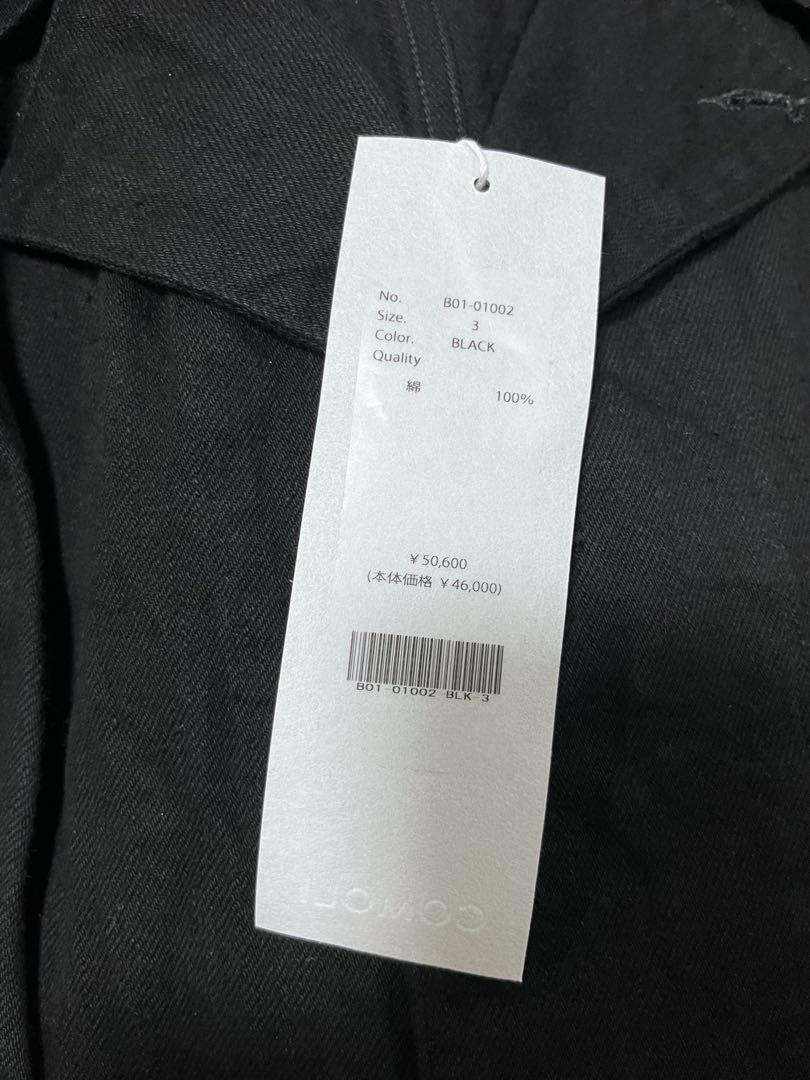 No. B01-01002
Size. 3
Color. BLACK
Quality
綿 100%
￥50,600
(本体価格 ￥46,000)
B01-01002-BLK-3
COMOLI